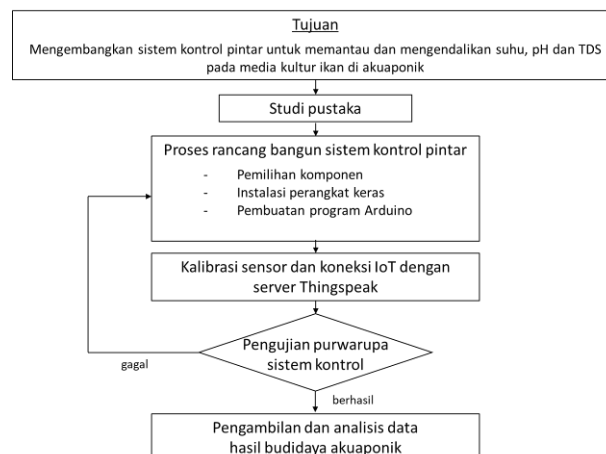 Tujuan
Mengembangkan sistem kontrol pintar untuk memantau dan mengendalikan suhu, pH dan TDS
pada media kultur ikan di akuaponik
Studi pustaka
Proses rancang bangun sistem kontrol pintar
- Pemilihan komponen
- Instalasi perangkat keras
- Pembuatan program Arduino
Kalibrasi sensor dan koneksi IoT dengan
server Thingspeak
Pengujian purwarupa
sistem kontrol
gagal
berhasil
Pengambilan dan analisis data
hasil budidaya akuaponik